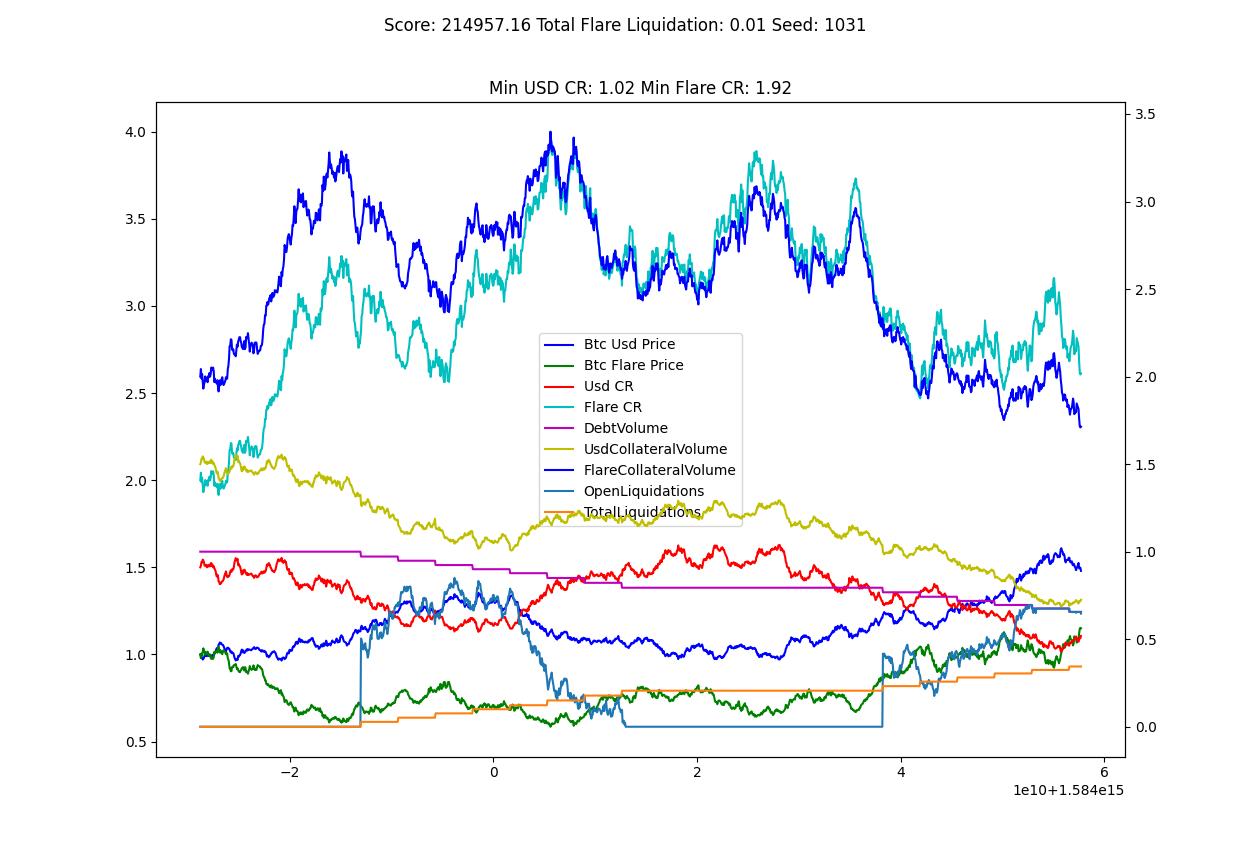 Score: 214957.16 Total Flare Liquidation: 0.01 Seed: 1031
Min USD CR: 1.02 Min Flare CR: 1.92
4.0
3.5
3.0
2.5
2.0
1.5
1.0
0.5
3.5
3.0
2.5
2.0
1.5
1.0
0.5
0.0
Btc Usd Price
Btc Flare Price
Usd CR
Flare CR
DebtVolume
UsdCollateralVolume
FlareCollateralVolume
OpenLiquidations
TotalLiquidations
−2 0 2 4 6
1e10+1.584e15